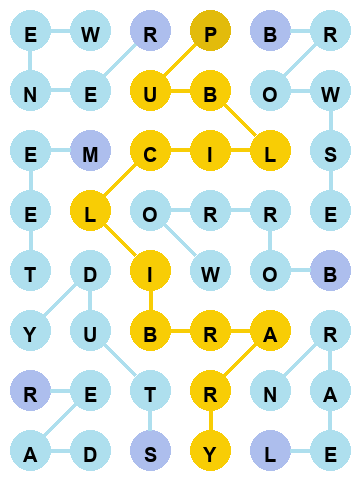 E W R P B R
N E U B O W
E M C I L S
E L O R R E
T D I W O B
Y U B R A R
R E T R N A
A D S Y L E